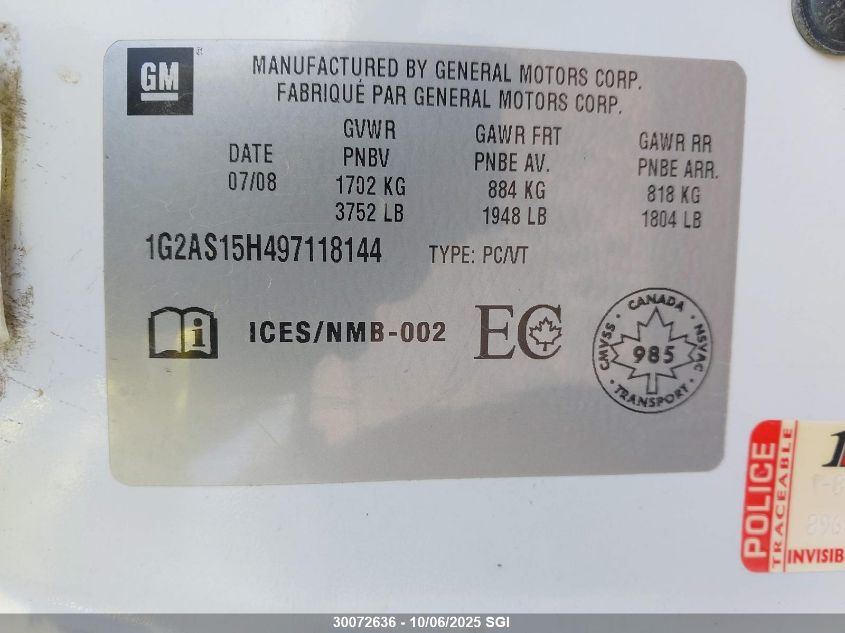 GM
MANUFACTURED BY GENERAL MOTORS CORP.
FABRIQUÉ PAR GENERAL MOTORS CORP.
DATE
07/08
GVWR
PNBV
1702 KG
3752 LB
GAWR FRT
PNBE AV.
884 KG
1948 LB
GAWR RR
PNBE ARR.
818 KG
1804 LB
1G2AS15H497118144 TYPE: PC/VT
i
ICES/NMB-002
EC
CANADA
CMVSS 985 NSVAC
TRANSPORT
POLICE
TRACEABLE
30072636 - 10/06/2025 SGI